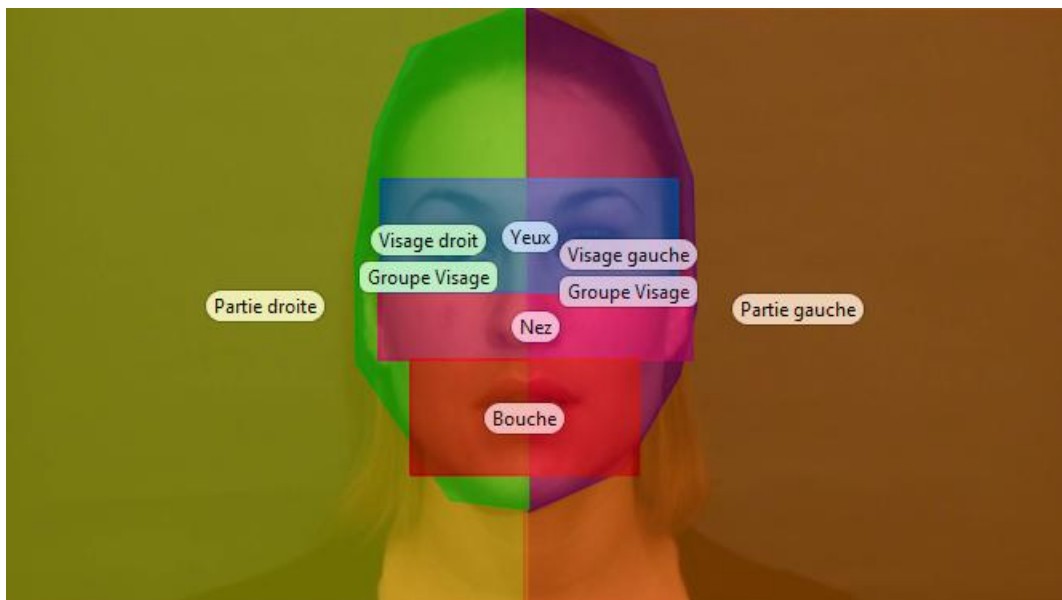 Visage droit
Yeux
Visage gauche
Groupe Visage
Groupe Visage
Partie droite
Partie gauche
Nez
Bouche